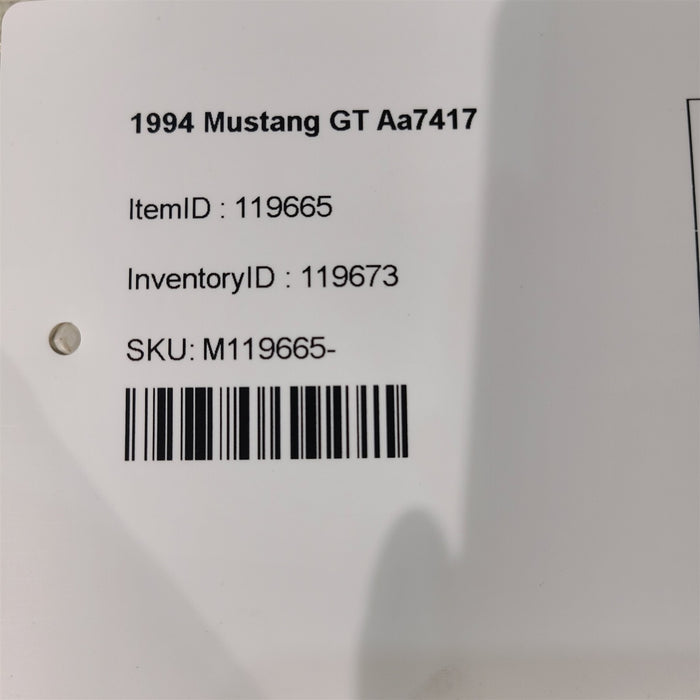 1994 Mustang GT Aa7417
ItemID : 119665
InventoryID : 119673
SKU: M119665-